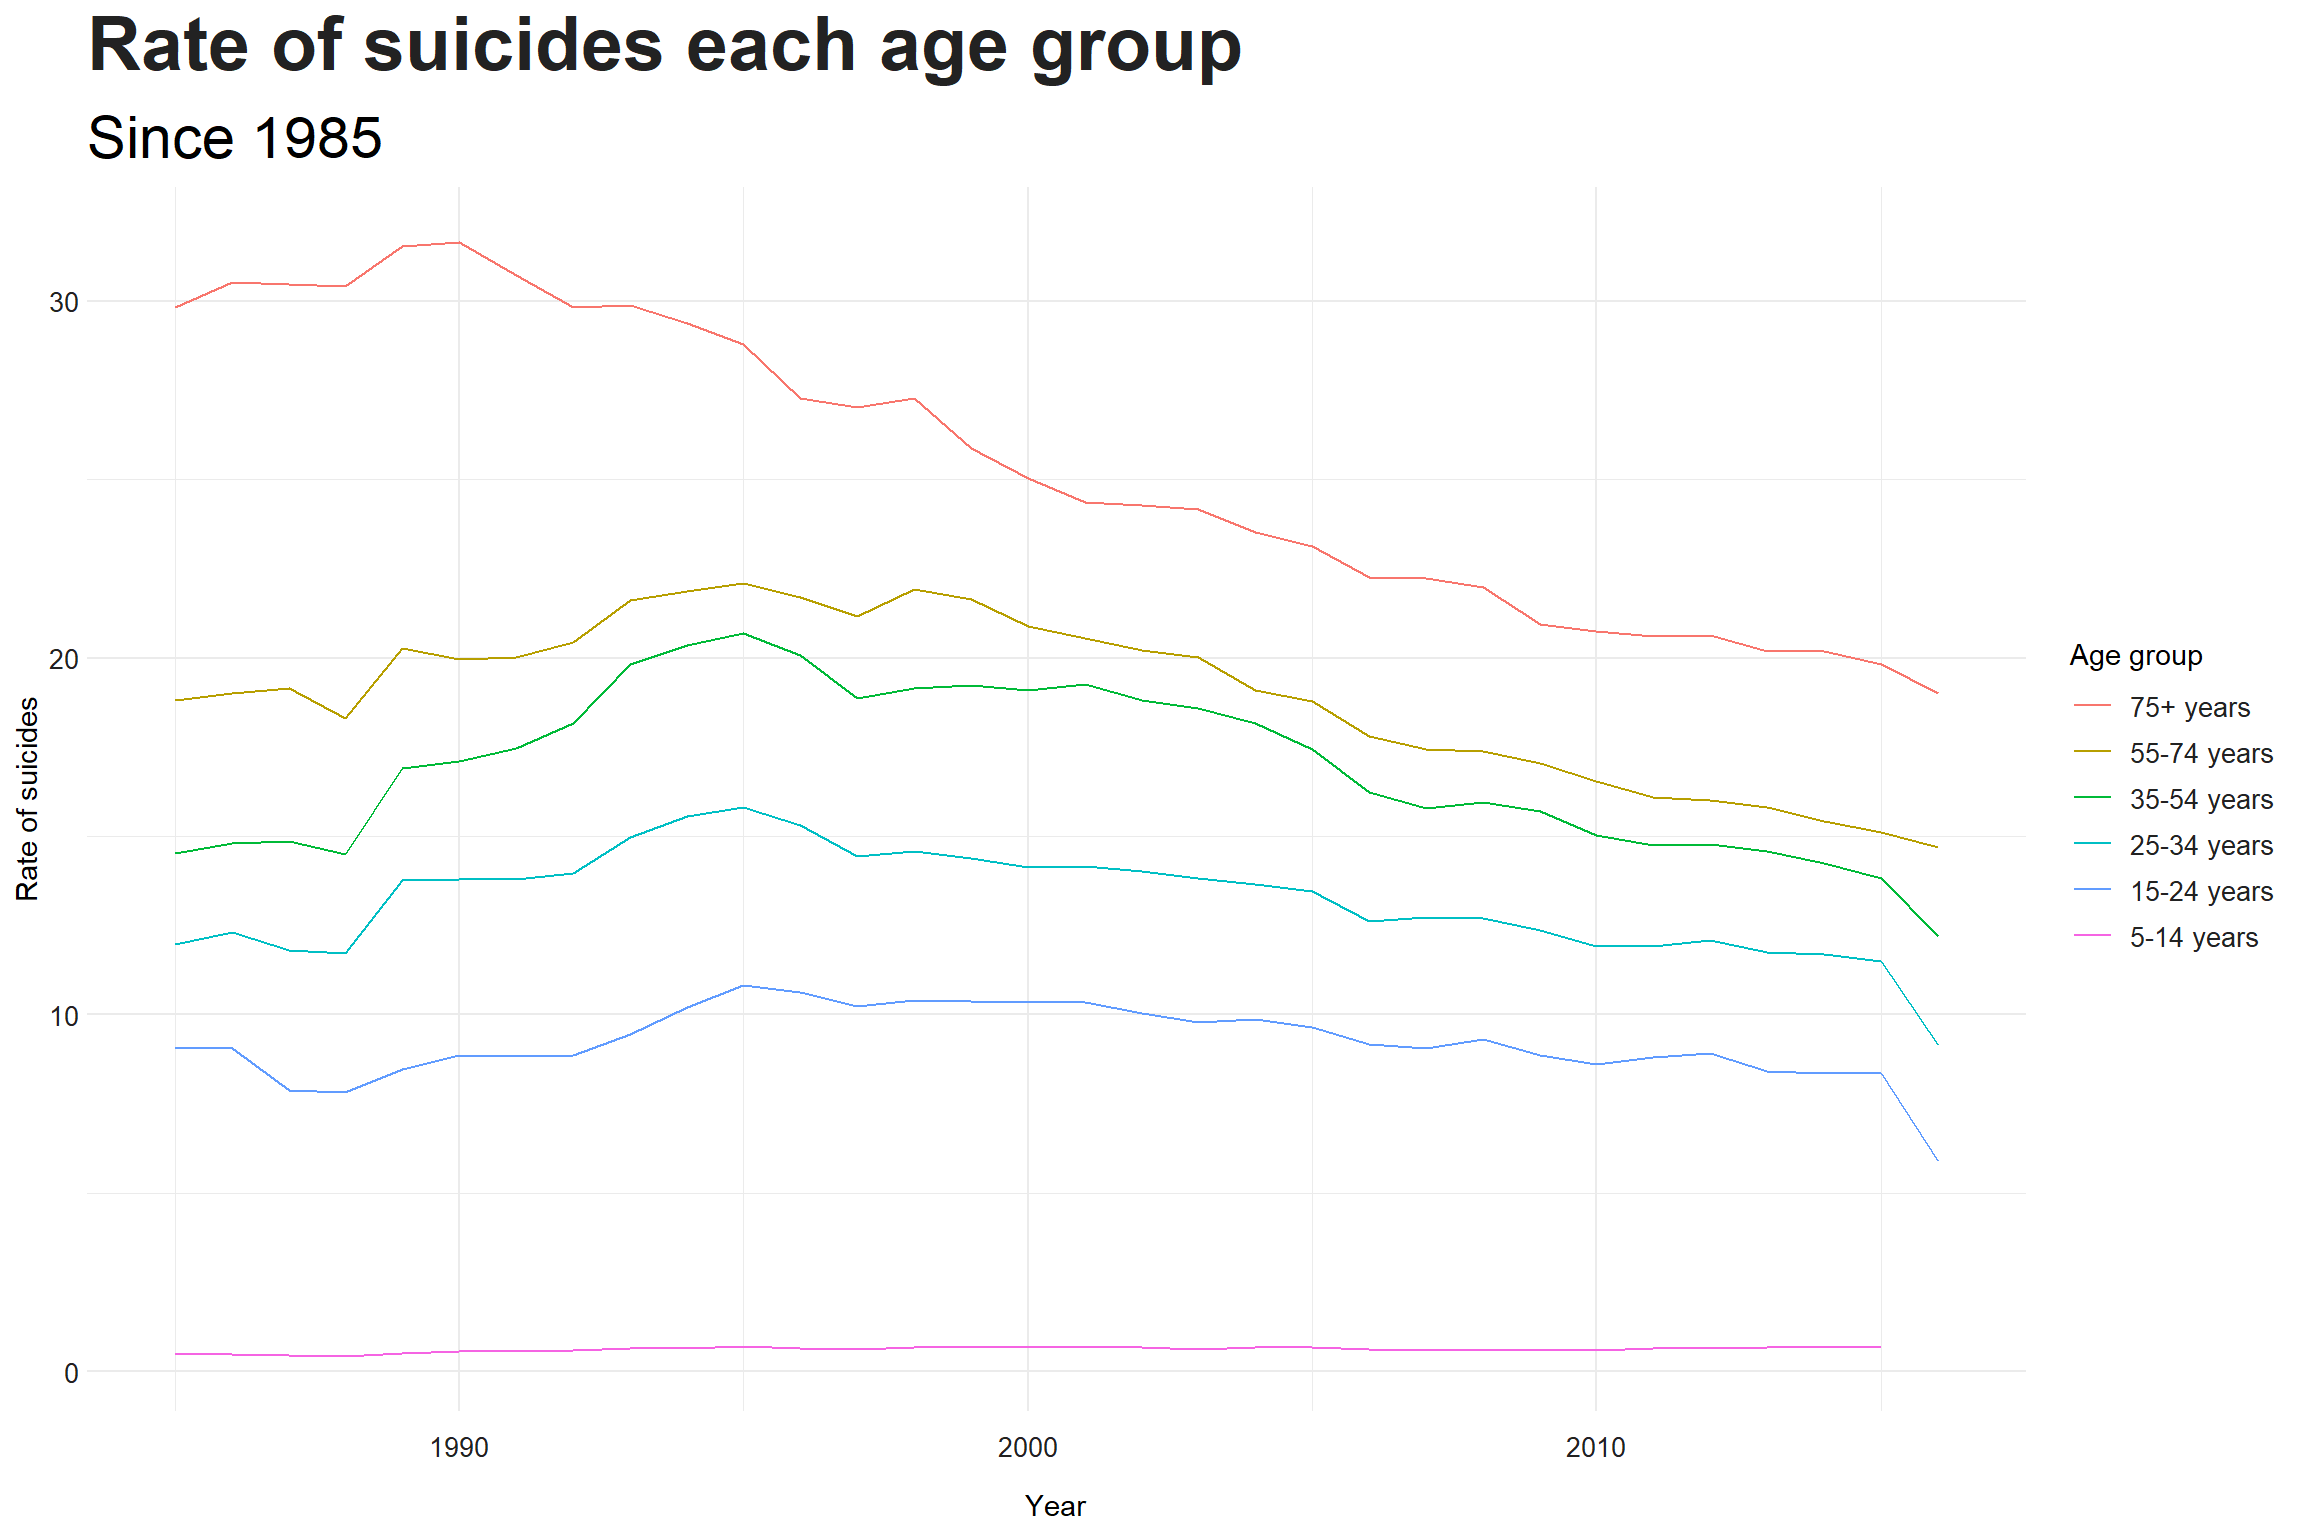 Rate of suicides each age group
Since 1985
30
20
10
0
Rate of suicides
1990
2000
2010
Year
Age group
75+ years
55-74 years
35-54 years
25-34 years
15-24 years
5-14 years